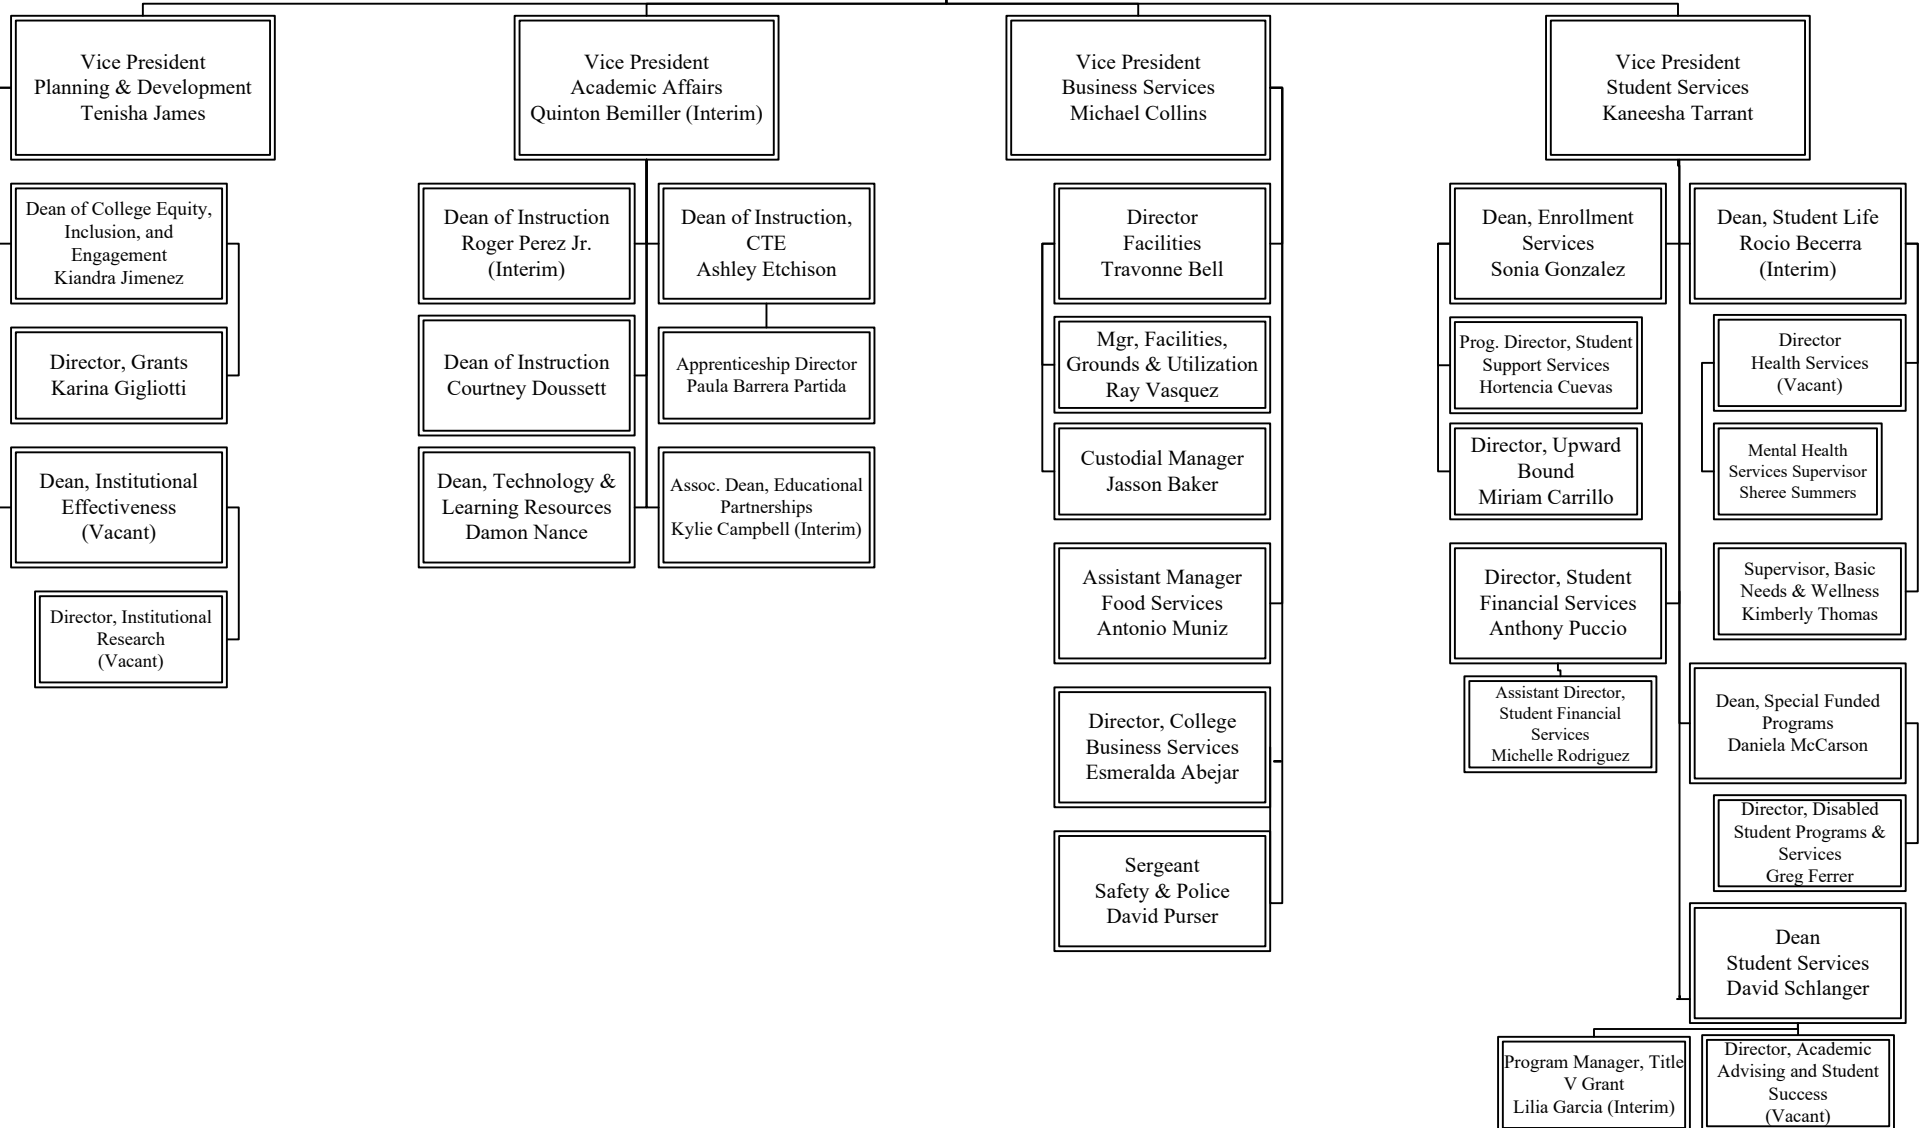 Vice President
Planning & Development
Tenisha James
Dean of College Equity,
Inclusion, and
Engagement
Kiandra Jimenez
Director, Grants
Karina Gigliotti
Dean, Institutional
Effectiveness
(Vacant)
Director, Institutional
Research
(Vacant)
Vice President
Academic Affairs
Quinton Bemiller (Interim)
Dean of Instruction
Roger Perez Jr.
(Interim)
Dean of Instruction,
CTE
Ashley Etchison
Dean of Instruction
Courtney Doussett
Apprenticeship Director
Paula Barrera Partida
Dean, Technology &
Learning Resources
Damon Nance
Assoc. Dean, Educational
Partnerships
Kylie Campbell (Interim)
Vice President
Business Services
Michael Collins
Director
Facilities
Travonne Bell
Mgr, Facilities,
Grounds & Utilization
Ray Vasquez
Custodial Manager
Jasson Baker
Assistant Manager
Food Services
Antonio Muniz
Director, College
Business Services
Esmeralda Abejar
Sergeant
Safety & Police
David Purser
Vice President
Student Services
Kaneesha Tarrant
Dean, Enrollment
Services
Sonia Gonzalez
Prog. Director, Student
Support Services
Hortencia Cuevas
Director, Upward
Bound
Miriam Carrillo
Director, Student
Financial Services
Anthony Puccio
Assistant Director,
Student Financial
Services
Michelle Rodriguez
Dean, Student Life
Rocio Becerra
(Interim)
Director
Health Services
(Vacant)
Mental Health
Services Supervisor
Sheree Summers
Supervisor, Basic
Needs & Wellness
Kimberly Thomas
Dean, Special Funded
Programs
Daniela McCarson
Director, Disabled
Student Programs &
Services
Greg Ferrer
Dean
Student Services
David Schlanger
Program Manager, Title
V Grant
Lilia Garcia (Interim)
Director, Academic
Advising and Student
Success
(Vacant)